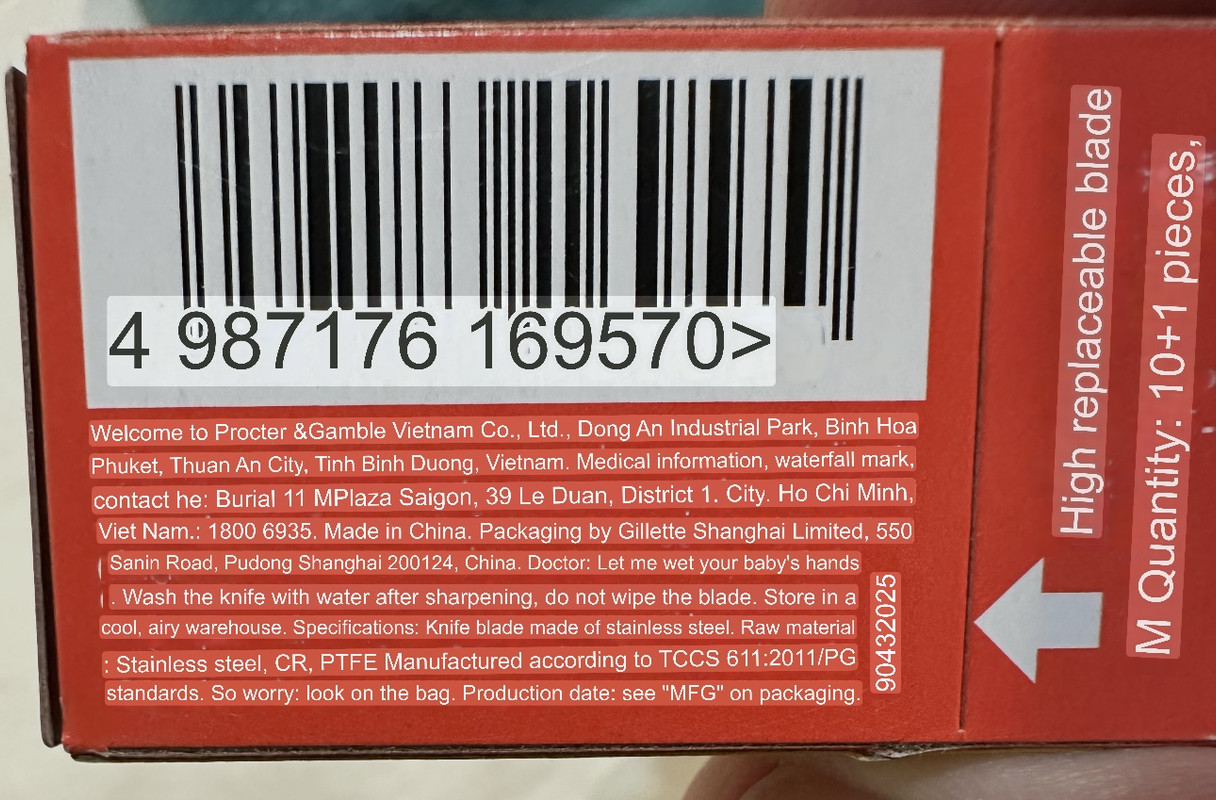 4 987176 169570>
Welcome to Procter &Gamble Vietnam Co., Ltd., Dong An Industrial Park, Binh Hoa
Phuket, Thuan An City, Tinh Binh Duong, Vietnam. Medical information, waterfall mark,
contact he: Burial 11 MPlaza Saigon, 39 Le Duan, District 1. City. Ho Chi Minh,
Viet Nam.: 1800 6935. Made in China. Packaging by Gillette Shanghai Limited, 550
Sanin Road, Pudong Shanghai 200124, China. Doctor: Let me wet your baby's hands
. Wash the knife with water after sharpening, do not wipe the blade. Store in a
cool, airy warehouse. Specifications: Knife blade made of stainless steel. Raw material
: Stainless steel, CR, PTFE Manufactured according to TCCS 611:2011/PG
standards. So worry: look on the bag. Production date: see "MFG" on packaging.
90432025
High replaceable blade
M Quantity: 10+1 pieces,